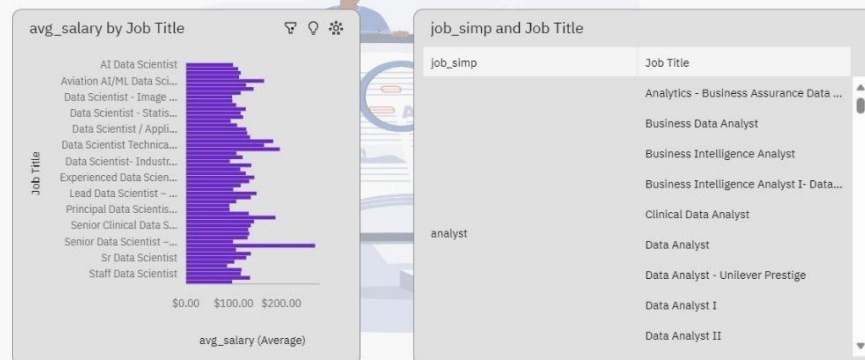 avg_salary by Job Title
AI Data Scientist
Aviation AI/ML Data Sci...
Data Scientist - Image ...
Data Scientist - Statis...
Data Scientist / Appli...
Data Scientist Technica...
Data Scientist- Industr...
Experienced Data Scien...
Lead Data Scientist – ...
Principal Data Scientis...
Senior Clinical Data S...
Senior Data Scientist –...
Sr Data Scientist
Staff Data Scientist
Job Title
$0.00 $100.00 $200.00
avg_salary (Average)
job_simp and Job Title
job_simp Job Title
analyst
Analytics - Business Assurance Data ...
Business Data Analyst
Business Intelligence Analyst
Business Intelligence Analyst I- Data...
Clinical Data Analyst
Data Analyst
Data Analyst - Unilever Prestige
Data Analyst I
Data Analyst II